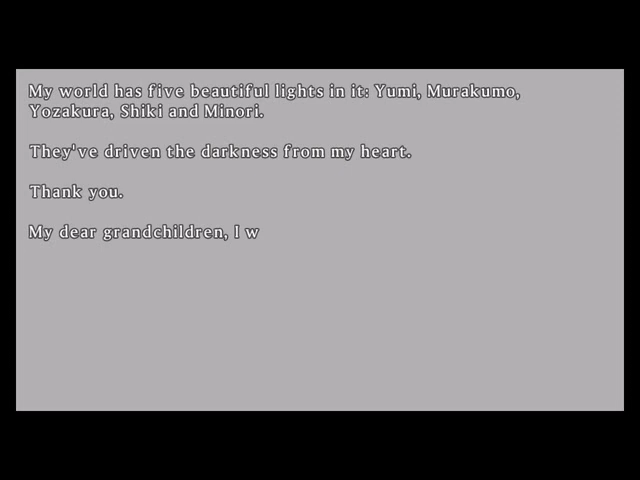 My world has five beautiful lights in it: Yumi, Murakumo,
Yozakura, Shiki and Minori.
They've driven the darkness from my heart.
Thank you.
My dear grandchildren, I w